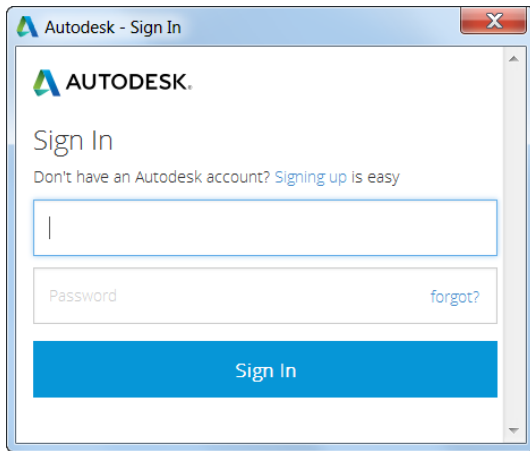 Autodesk - Sign In
AUTODESK.
Sign In
Don't have an Autodesk account? Signing up is easy
Password forgot?
Sign In